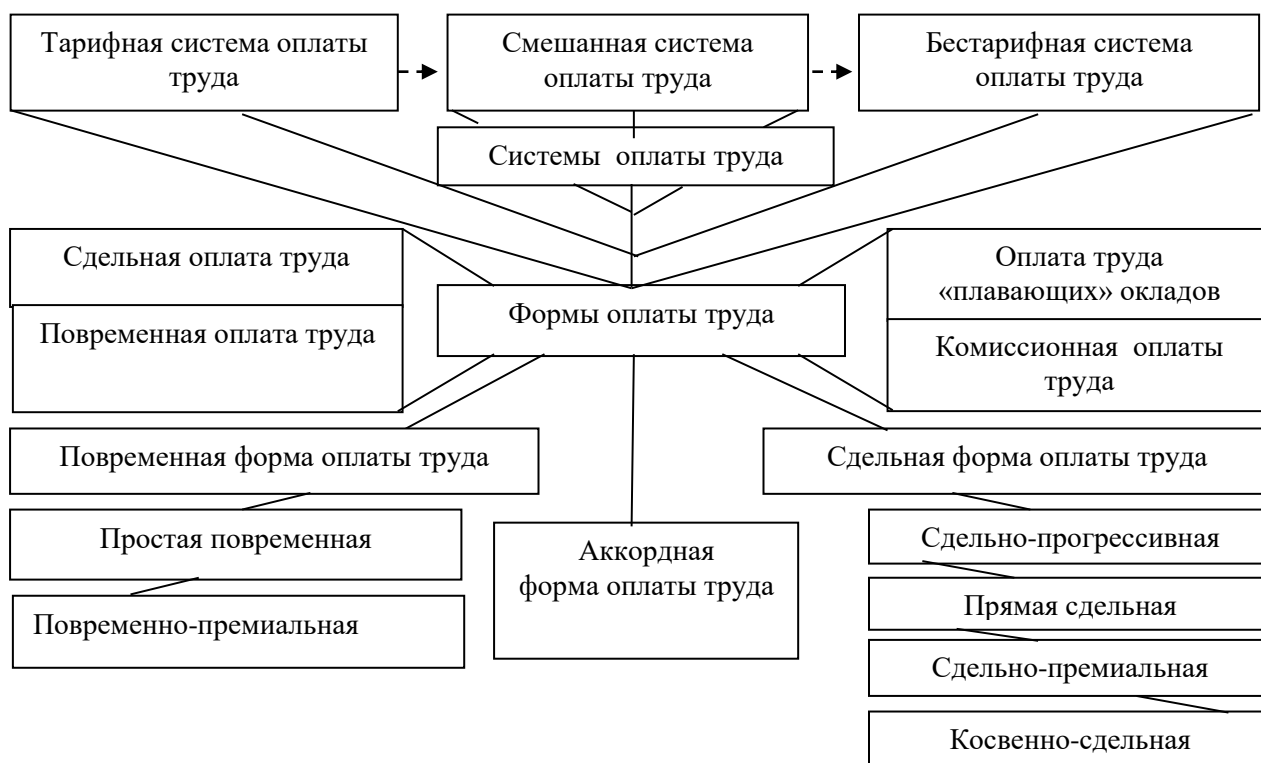 Тарифная система оплаты
труда
Смешанная система
оплаты труда
Бестарифная система
оплаты труда
Системы оплаты труда
Сдельная оплата труда
Оплата труда
«плавающих» окладов
Формы оплаты труда
Повременная оплата труда
Комиссионная оплаты
труда
Повременная форма оплаты труда
Сдельная форма оплаты труда
Простая повременная
Аккордная
форма оплаты труда
Сдельно-прогрессивная
Прямая сдельная
Повременно-премиальная
Сдельно-премиальная
Косвенно-сдельная